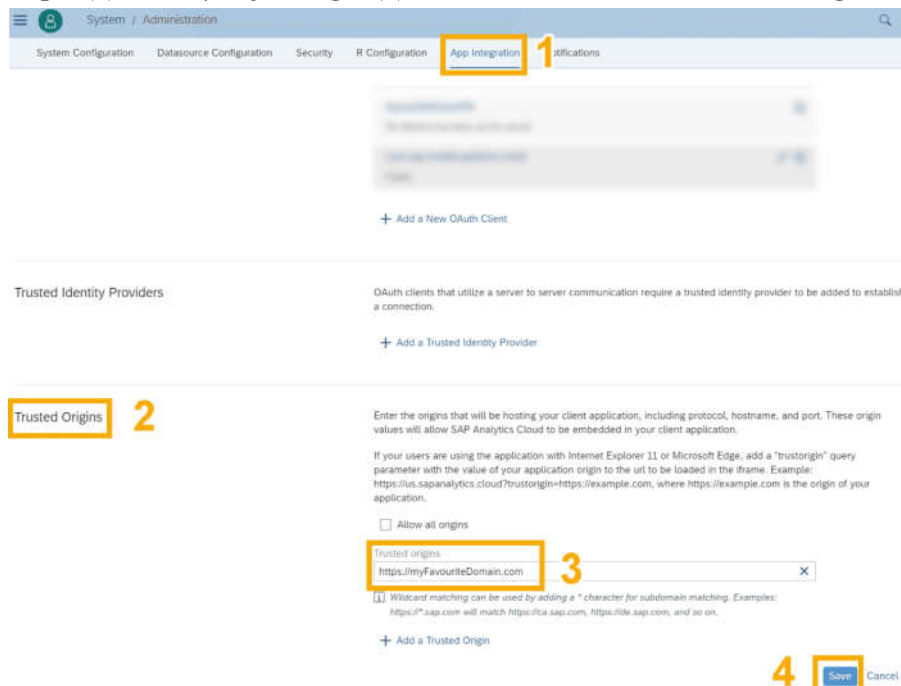 System / Administration
System Configuration Datasource Configuration Security R Configuration App Integration 1 otifications
+ Add a New OAuth Client
Trusted Identity Providers
OAuth clients that utilize a server to server communication require a trusted identity provider to be added to establish
a connection.
+ Add a Trusted Identity Provider
Trusted Origins 2
Enter the origins that will be hosting your client application, including protocol, hostname, and port. These origin
values will allow SAP Analytics Cloud to be embedded in your client application.
If your users are using the application with Internet Explorer 11 or Microsoft Edge, add a "trustorigin" query
parameter with the value of your application origin to the url to be loaded in the iframe. Example:
https://us.sapanalytics.cloud?trustorigin=https://example.com, where https://example.com is the origin of your
application.
Allow all origins
Trusted origins
https://myFavouriteDomain.com 3
Wildcard matching can be used by adding a * character for subdomain matching. Examples:
https://*.sap.com will match https://ca.sap.com, https://de.sap.com, and so on.
+ Add a Trusted Origin
4 Save Cancel